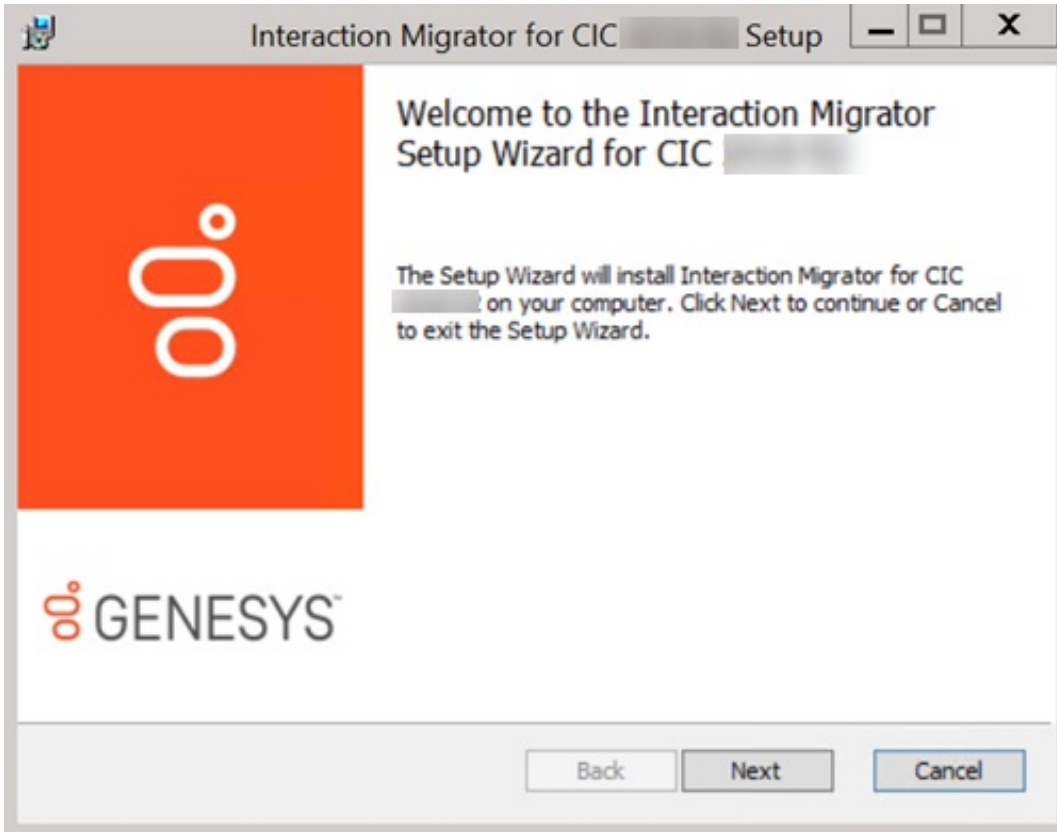 Interaction Migrator for CIC Setup
X
Welcome to the Interaction Migrator
Setup Wizard for CIC
The Setup Wizard will install Interaction Migrator for CIC
on your computer. Click Next to continue or Cancel
to exit the Setup Wizard.
GENESYS™
Back Next Cancel